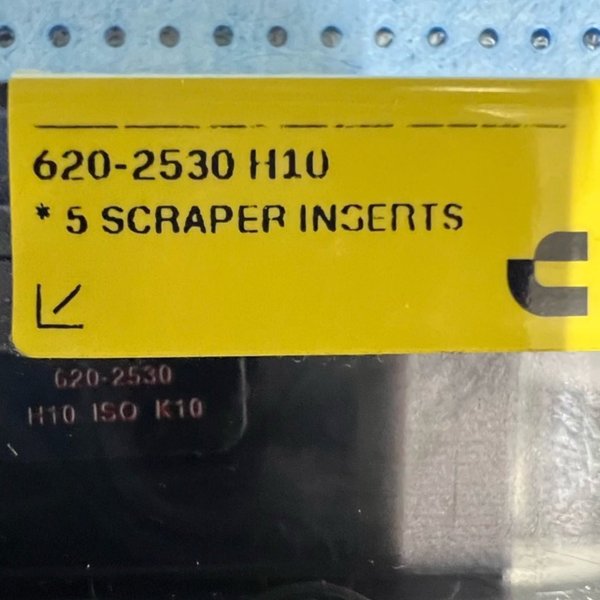 620-2530 H10
* 5 SCRAPER INSERTS
620-2530
H10 ISO K10